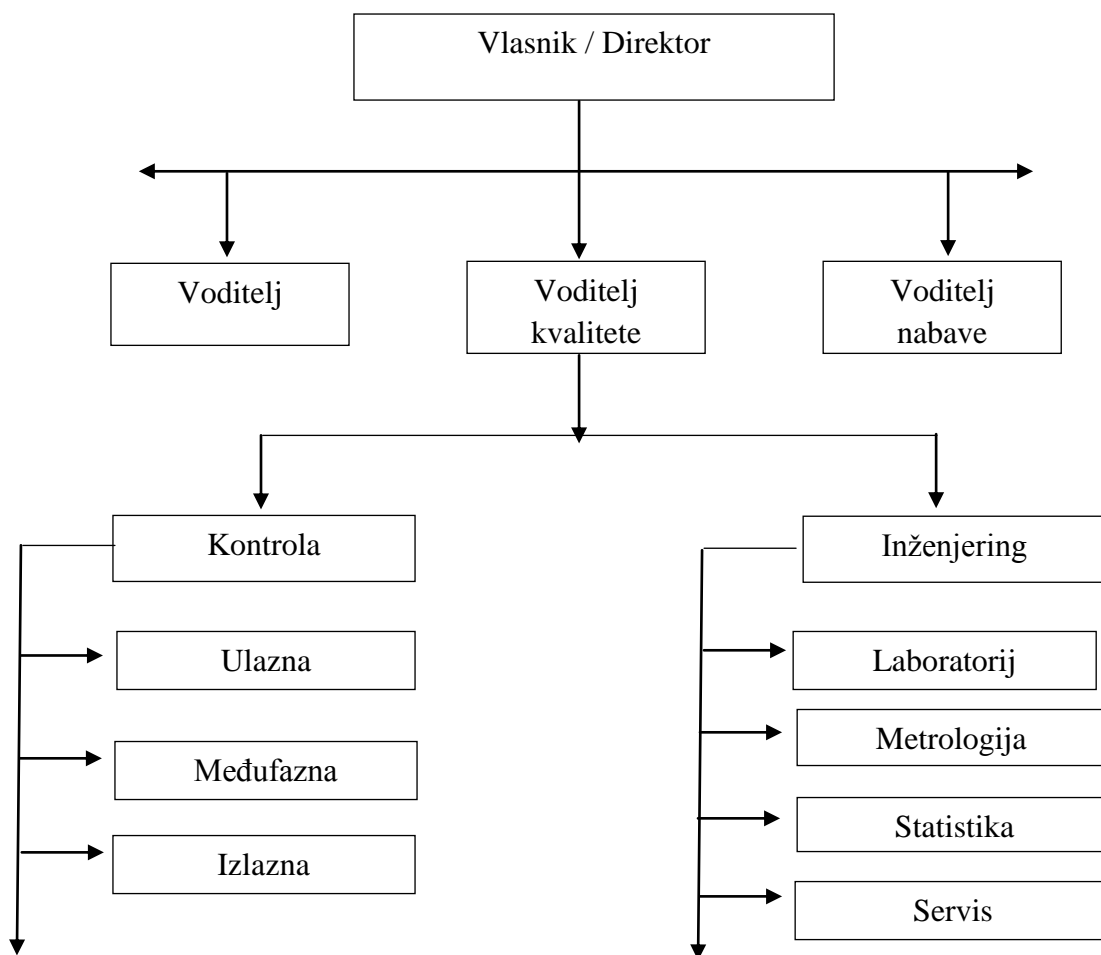 Vlasnik / Direktor
Voditelj
Voditelj
kvalitete
Voditelj
nabave
Kontrola
Inženjering
Ulazna
Međufazna
Izlazna
Laboratorij
Metrologija
Statistika
Servis